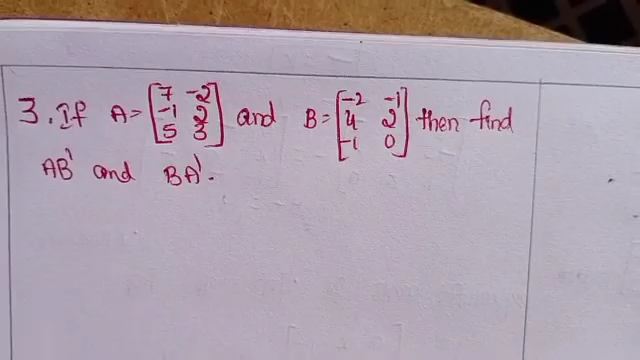 3. If A = [7 -2 -1 2 5 3] and B = [-2 -1 4 2 -1 0] then find
AB' and BA'.